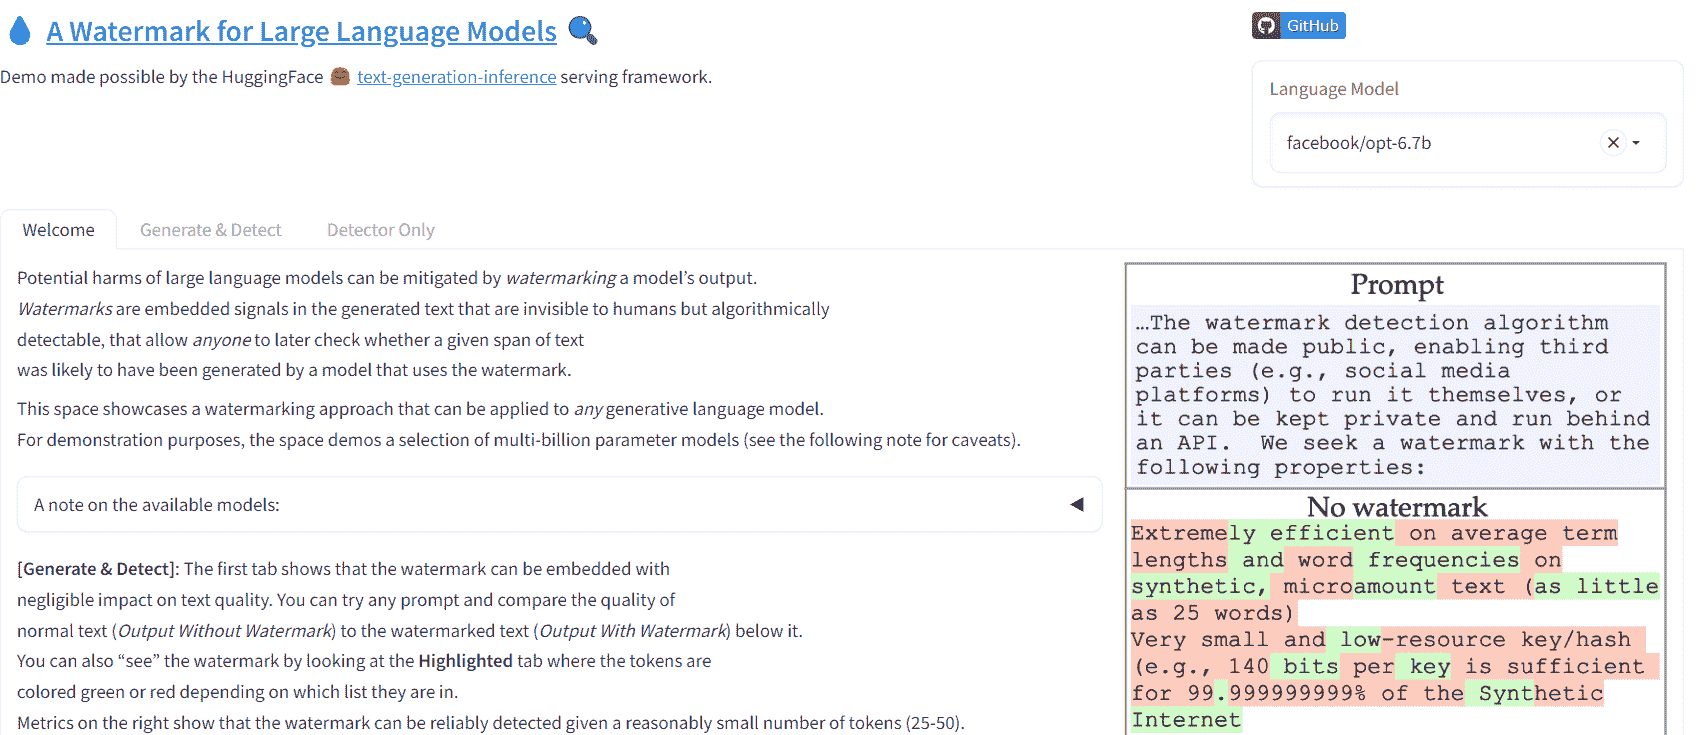 A Watermark for Large Language Models
GitHub
Demo made possible by the HuggingFace text-generation-inference serving framework.
Language Model
facebook/opt-6.7b
Welcome
Generate & Detect
Detector Only
Potential harms of large language models can be mitigated by watermarking a model’s output.
Watermarks are embedded signals in the generated text that are invisible to humans but algorithmically
detectable, that allow anyone to later check whether a given span of text
was likely to have been generated by a model that uses the watermark.
This space showcases a watermarking approach that can be applied to any generative language model.
For demonstration purposes, the space demos a selection of multi-billion parameter models (see the following note for caveats).
A note on the available models:
[Generate & Detect]: The first tab shows that the watermark can be embedded with
negligible impact on text quality. You can try any prompt and compare the quality of
normal text (Output Without Watermark) to the watermarked text (Output With Watermark) below it.
You can also “see” the watermark by looking at the Highlighted tab where the tokens are
colored green or red depending on which list they are in.
Metrics on the right show that the watermark can be reliably detected given a reasonably small number of tokens (25-50).
Prompt
…The watermark detection algorithm
can be made public, enabling third
parties (e.g., social media
platforms) to run it themselves, or
it can be kept private and run behind
an API. We seek a watermark with the
following properties:
No watermark
Extremely efficient on average term
lengths and word frequencies on
synthetic, microamount text (as little
as 25 words)
Very small and low-resource key/hash
(e.g., 140 bits per key is sufficient
for 99.999999999% of the Synthetic
Internet